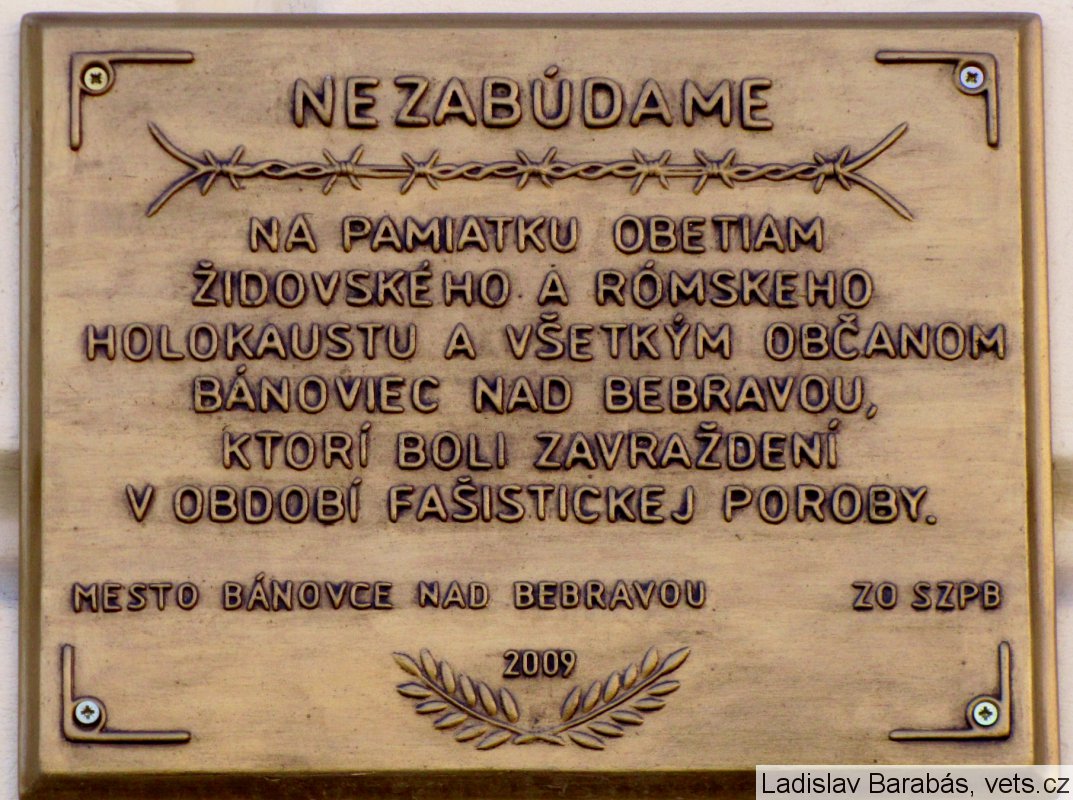 NEZABÚDAME
NA PAMIATKU OBETIAM
ŽIDOVSKÉHO A RÓMSKEHO
HOLOKAUSTU A VŠETKÝM OBČANOM
BÁNOVIEC NAD BEBRAVOU,
KTORÍ BOLI ZAVRAŽDENÍ
V OBDOBÍ FAŠISTICKEJ POROBY.
MESTO BÁNOVCE NAD BEBRAVOU ZO SZPB
2009
Ladislav Barabás, vets.cz